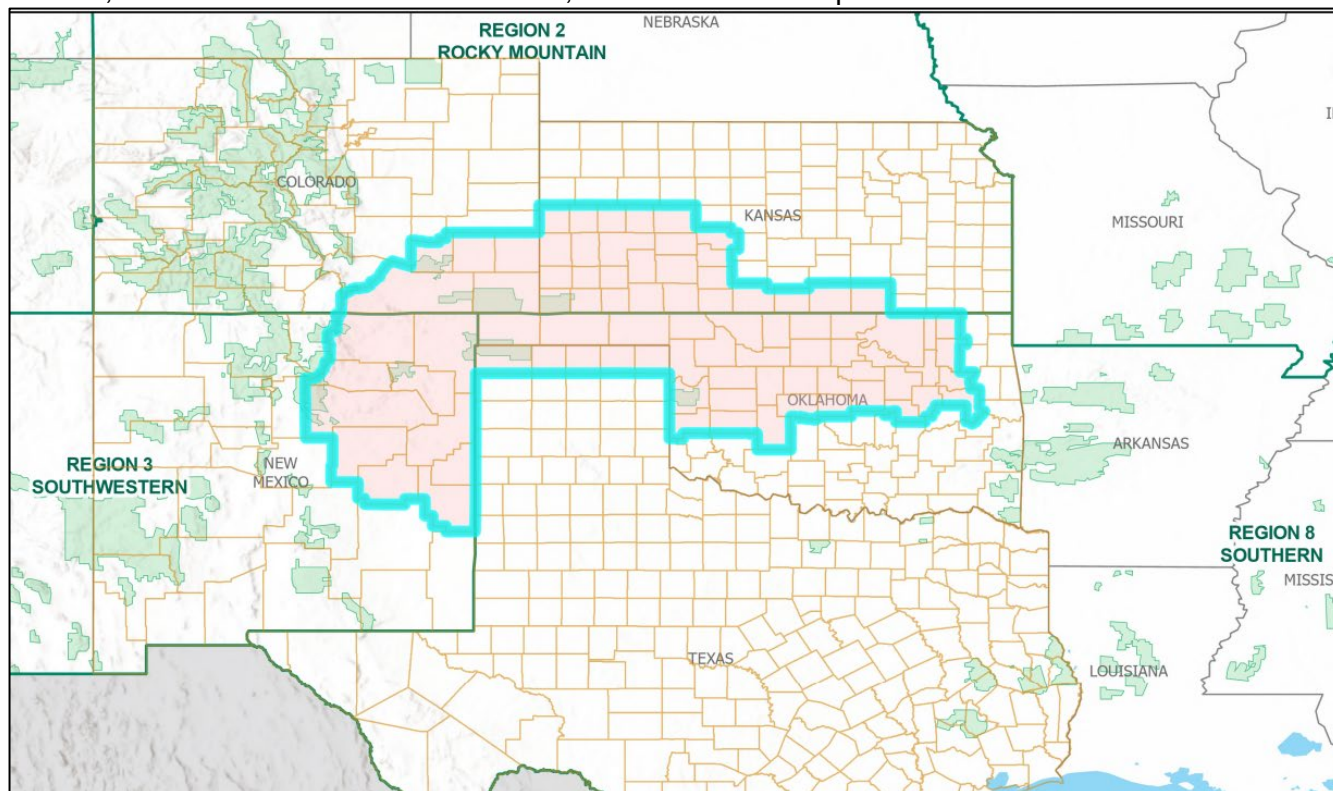 NEBRASKA
REGION 2
ROCKY MOUNTAIN
COLORADO
KANSAS
MISSOURI
OKLAHOMA
ARKANSAS
REGION 3
SOUTHWESTERN
NEW
MEXICO
REGION 8
SOUTHERN
MISSIS
TEXAS
LOUISIANA